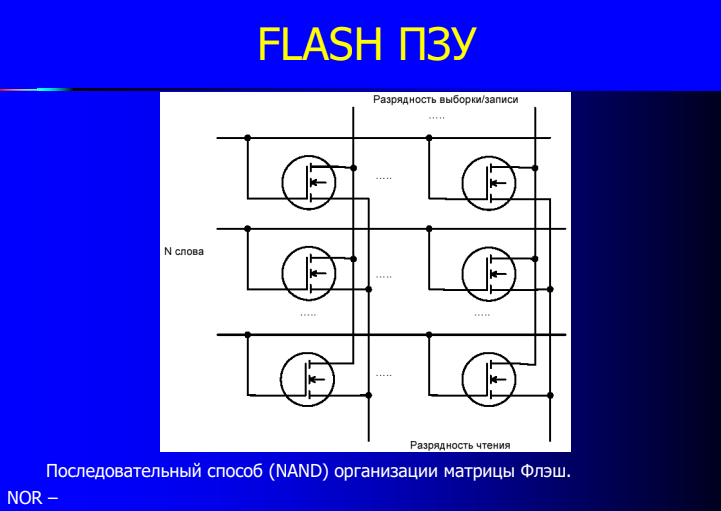 FLASH ПЗУ
Разрядность выборки/записи
.....
.....
N слова
.....
..... .....
.....
Разрядность чтения
Последовательный способ (NAND) организации матрицы Флэш.
NOR –